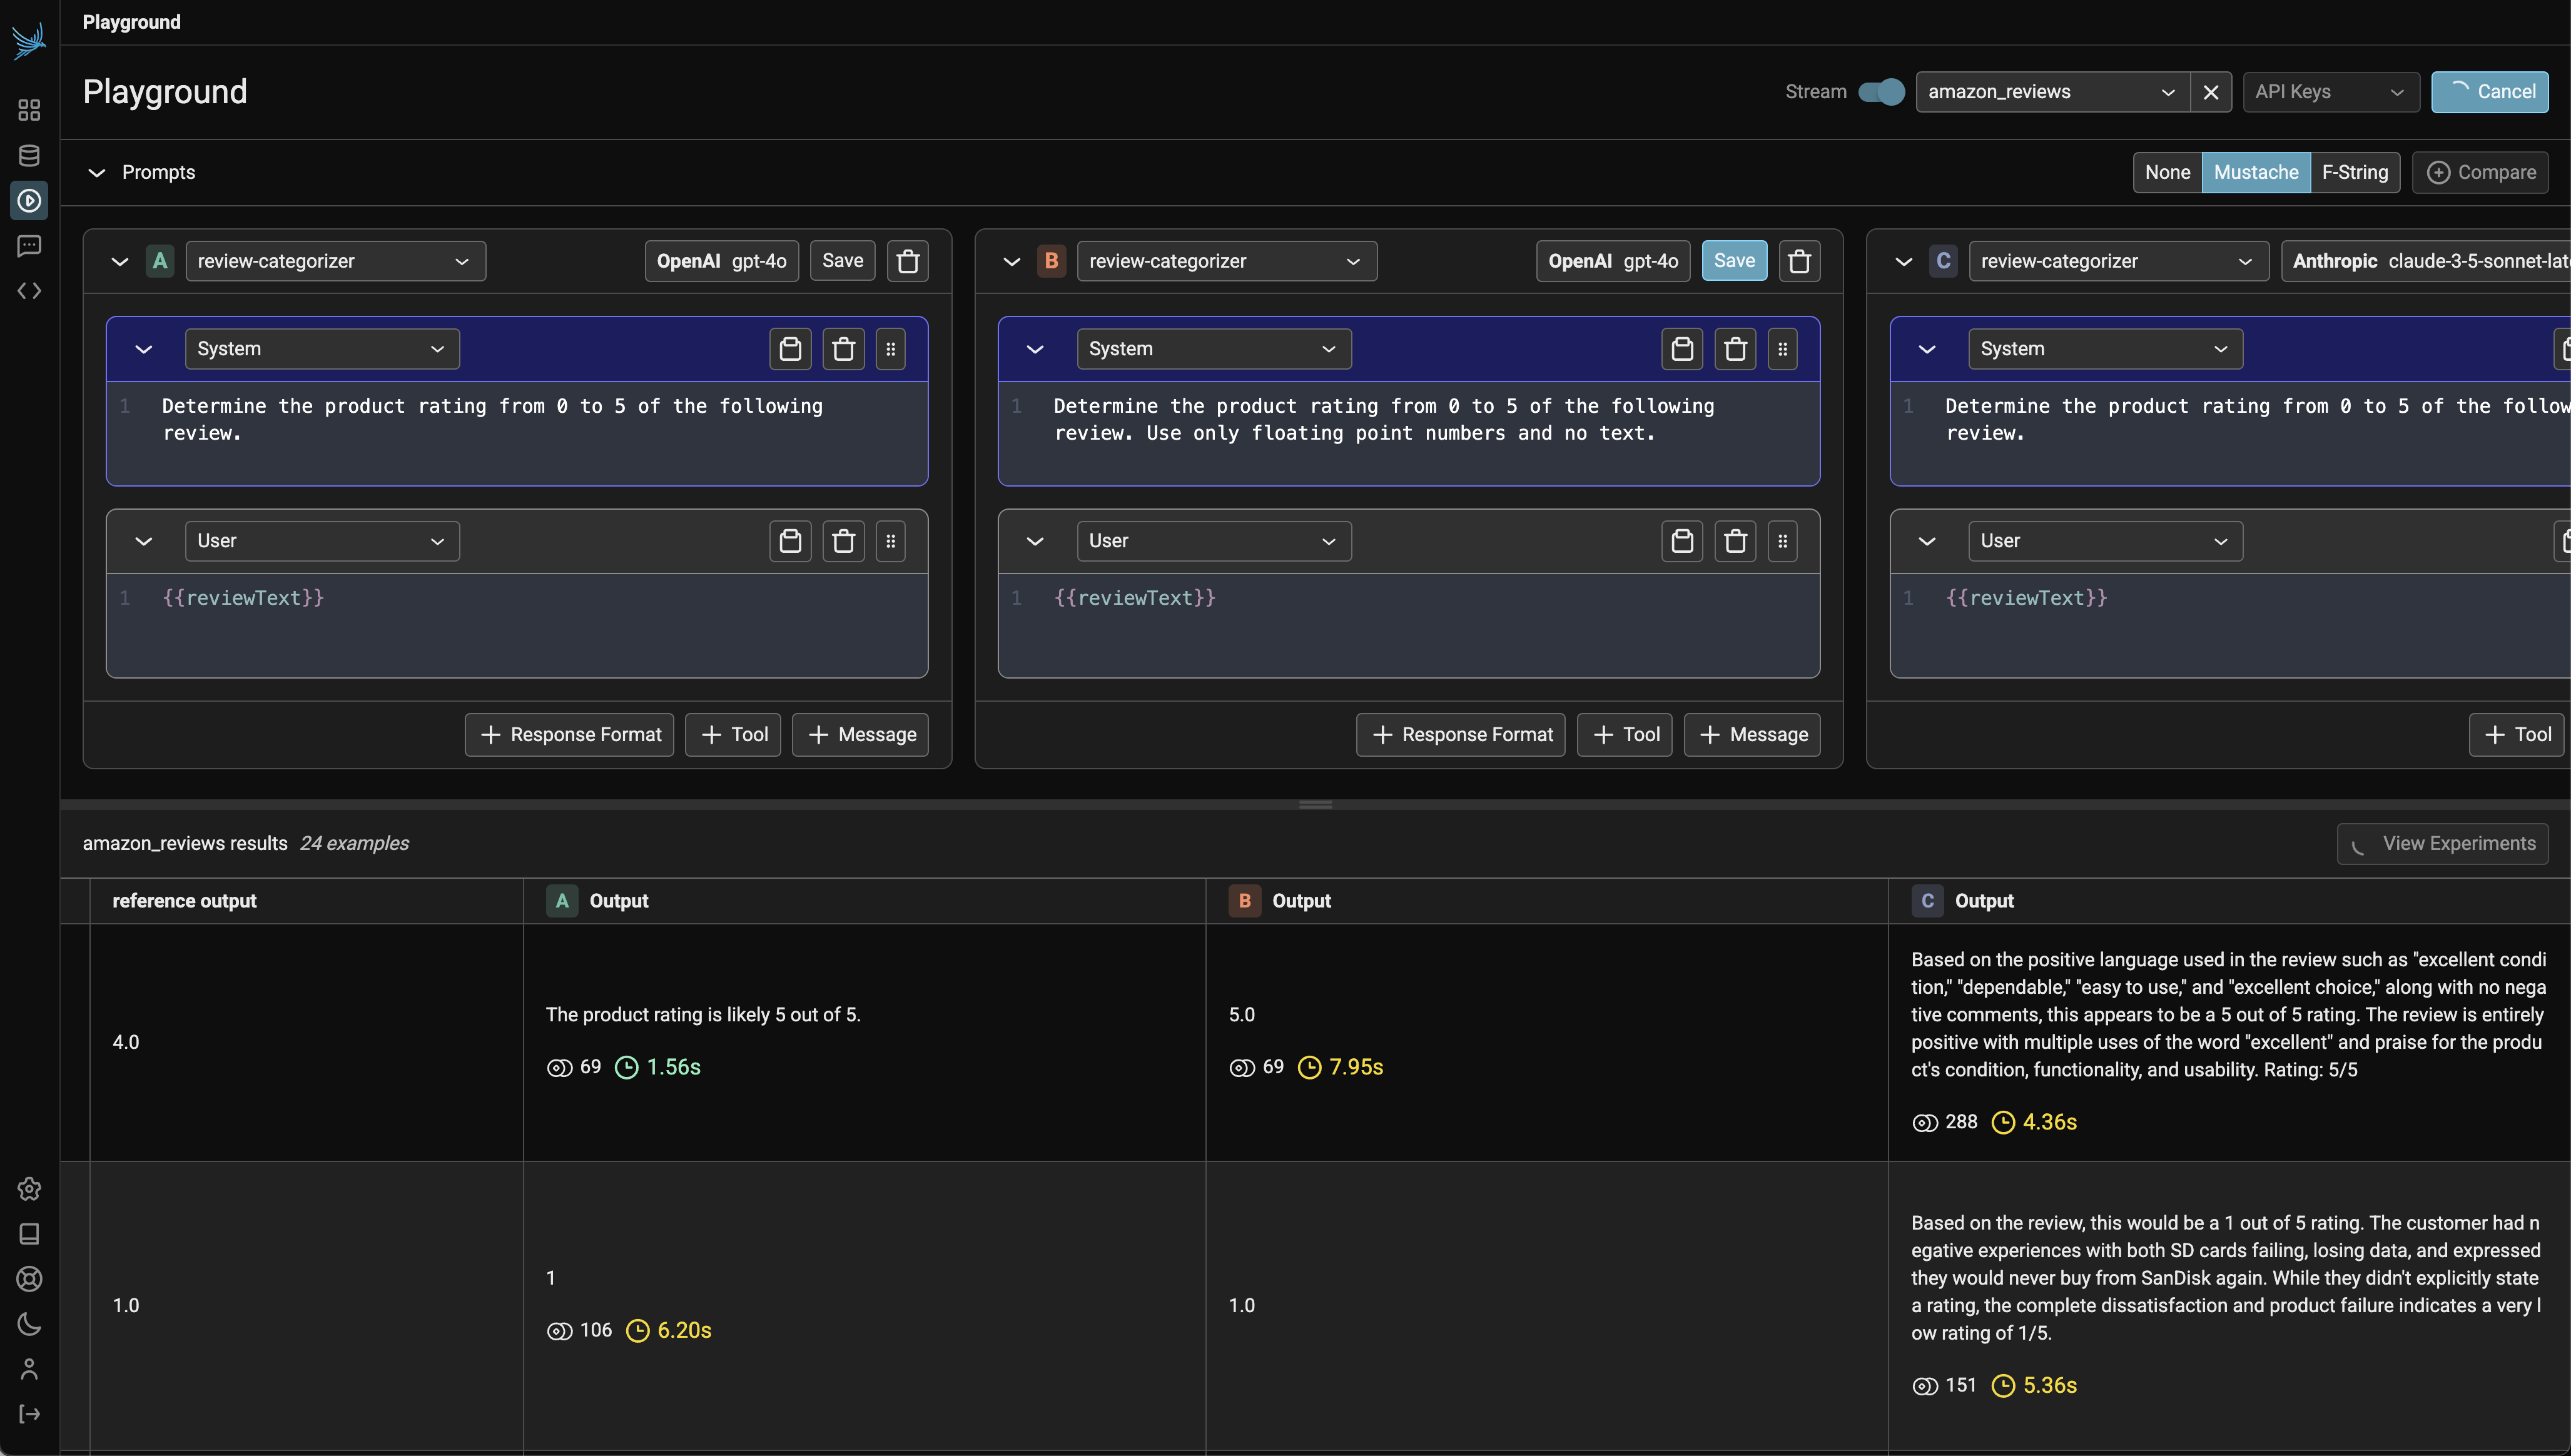 Playground
Playground
Stream
amazon_reviews
API Keys
Cancel
Prompts
None
Mustache
F-String
Compare
A
review-categorizer
OpenAI gpt-4o
Save
System
1
Determine the product rating from 0 to 5 of the following
review.
User
1
{{reviewText}}
Response Format
Tool
Message
B
review-categorizer
OpenAI gpt-4o
Save
System
1
Determine the product rating from 0 to 5 of the following
review. Use only floating point numbers and no text.
User
1
{{reviewText}}
Response Format
Tool
Message
C
review-categorizer
Anthropic claude-3-5-sonnet-lat
System
1
Determine the product rating from 0 to 5 of the follow
review.
User
1
{{reviewText}}
Tool
amazon_reviews results 24 examples
View Experiments
reference output
A Output
B Output
C Output
4.0
The product rating is likely 5 out of 5.
69 1.56s
5.0
69 7.95s
Based on the positive language used in the review such as "excellent condi
tion," "dependable," "easy to use," and "excellent choice," along with no nega
tive comments, this appears to be a 5 out of 5 rating. The review is entirely
positive with multiple uses of the word "excellent" and praise for the produ
ct's condition, functionality, and usability. Rating: 5/5
288 4.36s
1.0
1
106 6.20s
1.0
Based on the review, this would be a 1 out of 5 rating. The customer had n
egative experiences with both SD cards failing, losing data, and expressed
they would never buy from SanDisk again. While they didn't explicitly state
a rating, the complete dissatisfaction and product failure indicates a very l
ow rating of 1/5.
151 5.36s